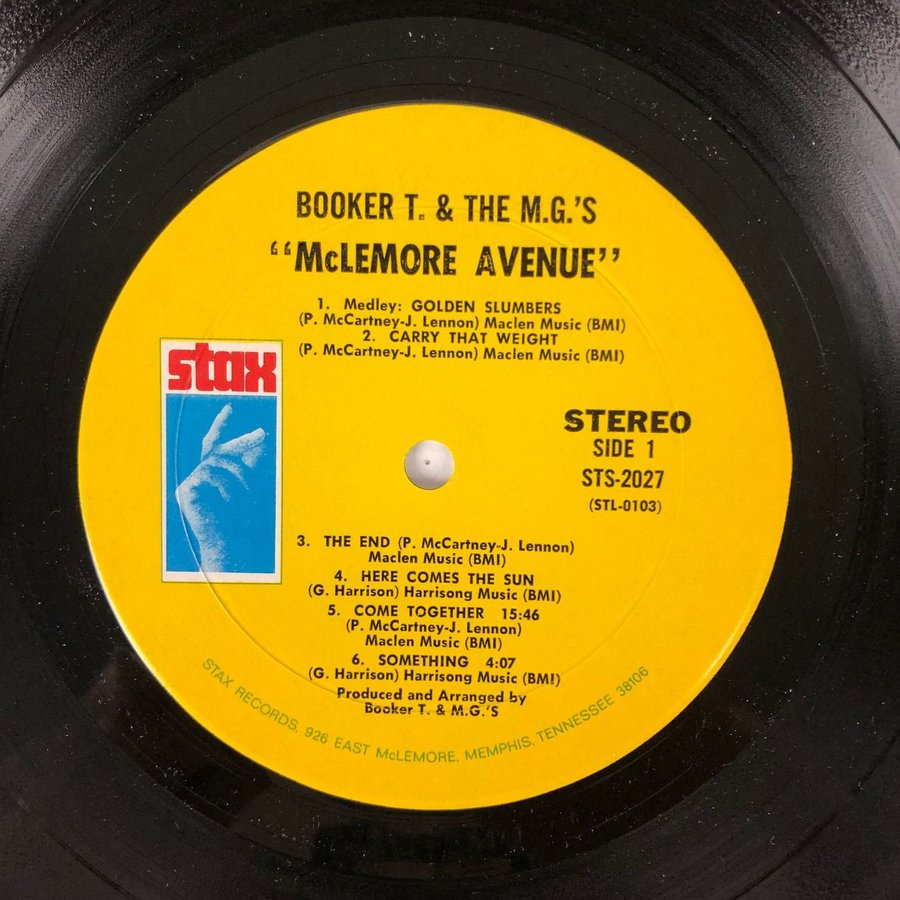 BOOKER T. & THE M.G.'S
"McLEMORE AVENUE"
1. Medley: GOLDEN SLUMBERS
(P. McCartney-J. Lennon) Maclen Music (BMI)
2. CARRY THAT WEIGHT
(P. McCartney-J. Lennon) Maclen Music (BMI)
stax
STEREO
SIDE 1
STS-2027
(STL-0103)
3. THE END (P. McCartney-J. Lennon)
Maclen Music (BMI)
4. HERE COMES THE SUN
(G. Harrison) Harrisong Music (BMI)
5. COME TOGETHER 15:46
(P. McCartney-J. Lennon)
Maclen Music (BMI)
6. SOMETHING 4:07
(G. Harrison) Harrisong Music (BMI)
Produced and Arranged by
Booker T. & M.G.'S
STAX RECORDS, 926 EAST McLEMORE, MEMPHIS, TENNESSEE 38106